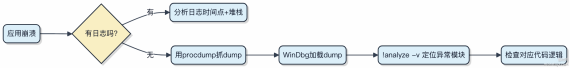 应用崩溃
有日志吗?
有
分析日志时间点+堆栈
无
用procdump抓dump
WinDbg加载dump
!analyze -v 定位异常模块
检查对应代码逻辑